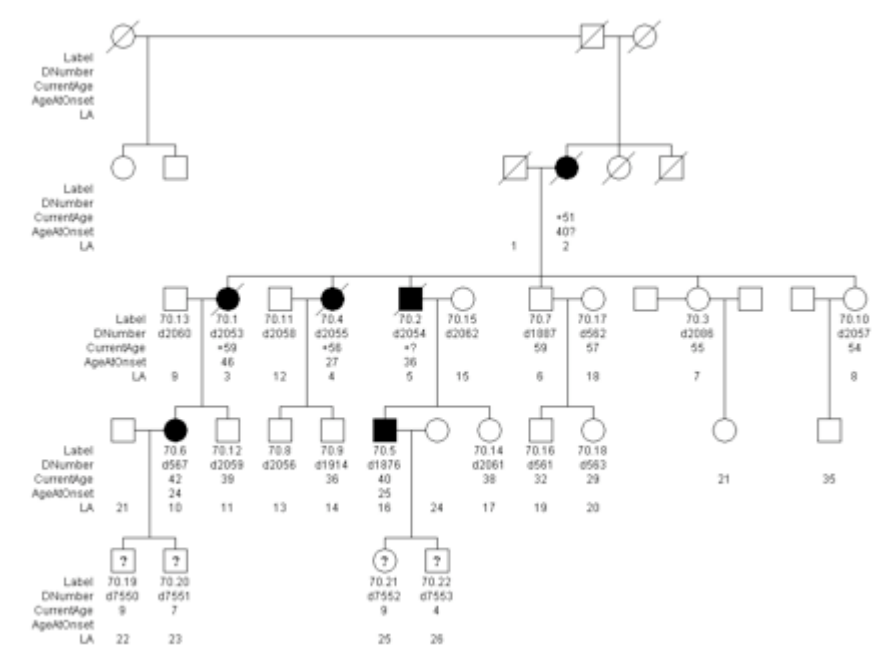 Label
DNumber
CurrentAge
AgeAtOnset
LA
Label
DNumber
CurrentAge +51
AgeAtOnset 40?
LA 1 2
Label 70.13 70.1 70.11 70.4 70.2 70.15 70.7 70.17 70.3 70.10
DNumber d2060 d2053 d2058 d2055 d2054 d2062 d1887 d562 d2086 d2057
CurrentAge +59 +56 +? 59 57 55 54
AgeAtOnset 46 27 36
LA 9 3 12 4 5 15 6 18 7 8
Label 70.6 70.12 70.8 70.9 70.5 70.14 70.16 70.18
DNumber d567 d2059 d2056 d1914 d1876 d2061 d561 d563
CurrentAge 42 39 36 40 38 32 29 21 35
AgeAtOnset 24 25
LA 21 10 11 13 14 16 24 17 19 20
? ? ? ?
Label 70.19 70.20 70.21 70.22
DNumber d7550 d7551 d7552 d7553
CurrentAge 9 7 9 4
AgeAtOnset
LA 22 23 25 26